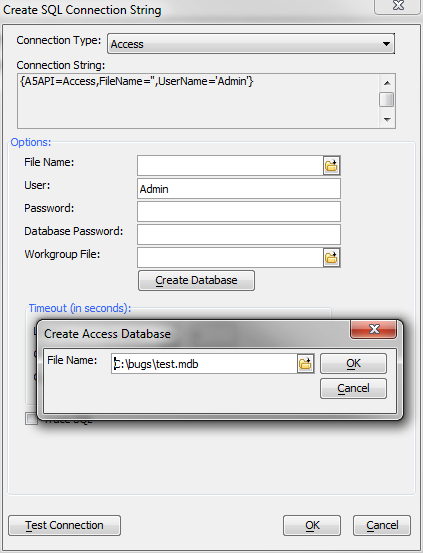 Create SQL Connection String
Connection Type: Access
Connection String:
{A5API=Access,FileName='',UserName='Admin'}
Options:
File Name:
User: Admin
Password:
Database Password:
Workgroup File:
Create Database
Timeout (in seconds):
Create Access Database
File Name: C:\bugs\test.mdb
OK
Cancel
Trace SQL
Test Connection OK Cancel